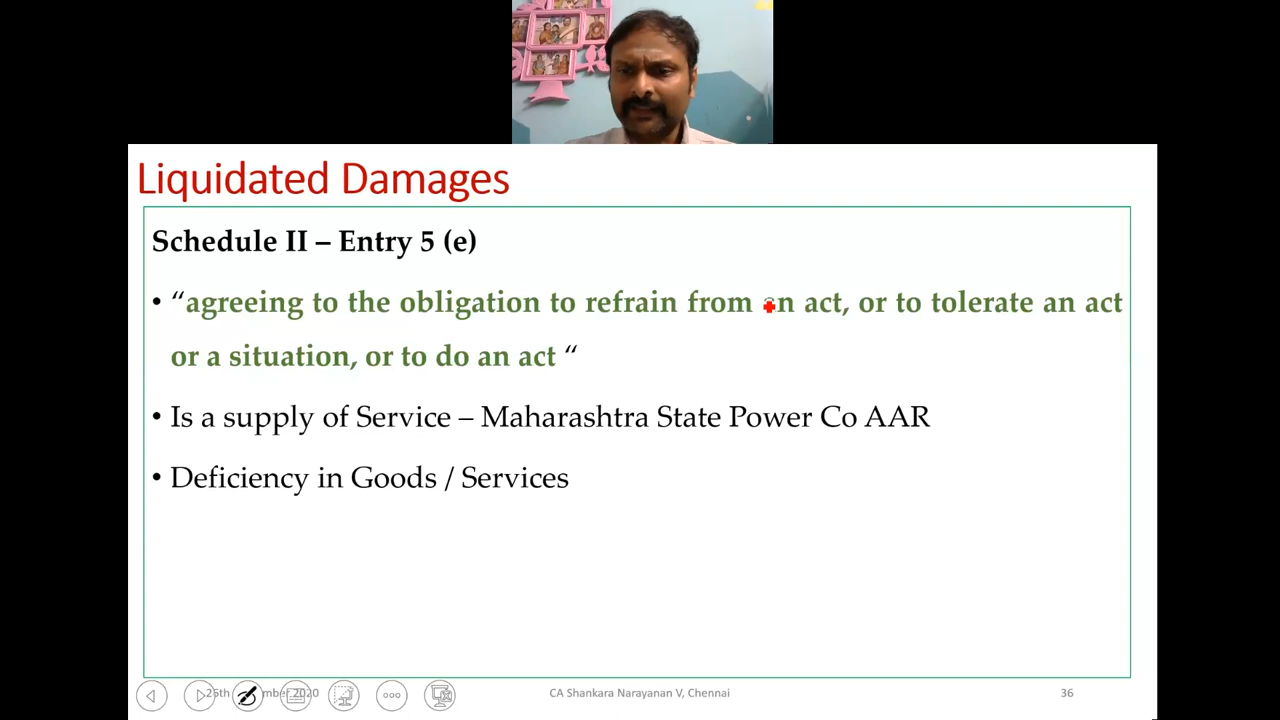 Liquidated Damages
Schedule II – Entry 5 (e)
• “agreeing to the obligation to refrain from an act, or to tolerate an act
or a situation, or to do an act “
• Is a supply of Service – Maharashtra State Power Co AAR
• Deficiency in Goods / Services
2020
CA Shankara Narayanan V, Chennai
36